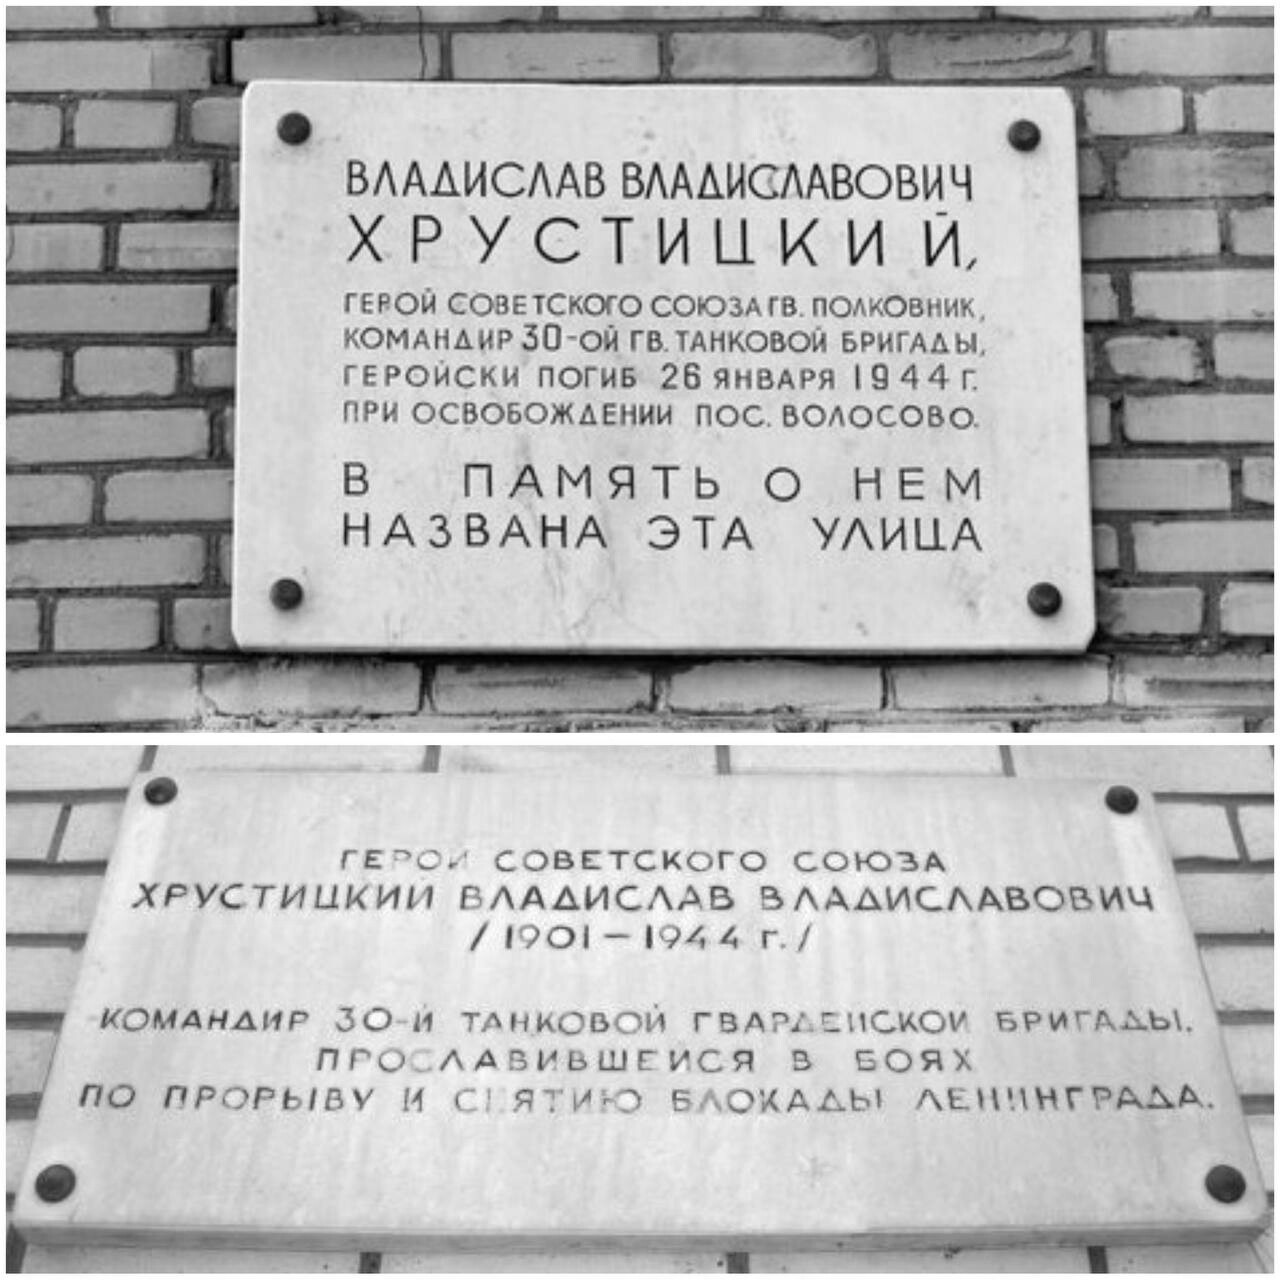 ВЛАДИСЛАВ ВЛАДИСЛАВОВИЧ
ХРУСТИЦКИЙ,
ГЕРОЙ СОВЕТСКОГО СОЮЗА ГВ. ПОЛКОВНИК,
КОМАНДИР 30-ОЙ ГВ. ТАНКОВОЙ БРИГАДЫ,
ГЕРОЙСКИ ПОГИБ 26 ЯНВАРЯ 1944 Г.
ПРИ ОСВОБОЖДЕНИИ ПОС. ВОЛОСОВО.
В ПАМЯТЬ О НЕМ
НАЗВАНА ЭТА УЛИЦА
ГЕРОЙ СОВЕТСКОГО СОЮЗА
ХРУСТИЦКИЙ ВЛАДИСЛАВ ВЛАДИСЛАВОВИЧ
/1901-1944 г./
КОМАНДИР 30-Й ТАНКОВОЙ ГВАРДЕЙСКОЙ БРИГАДЫ,
ПРОСЛАВИВШЕЙСЯ В БОЯХ
ПО ПРОРЫВУ И СНЯТИЮ БЛОКАДЫ ЛЕНИНГРАДА.